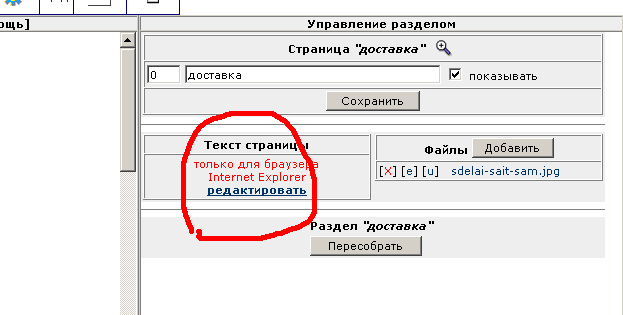 ощь]
Управление разделом
Страница "доставка"
0 доставка показывать
Сохранить
Текст страницы
только для браузера
Internet Explorer
редактировать
Файлы Добавить
[X] [e] [u] sdelai-sait-sam.jpg
Раздел "доставка"
Пересобрать